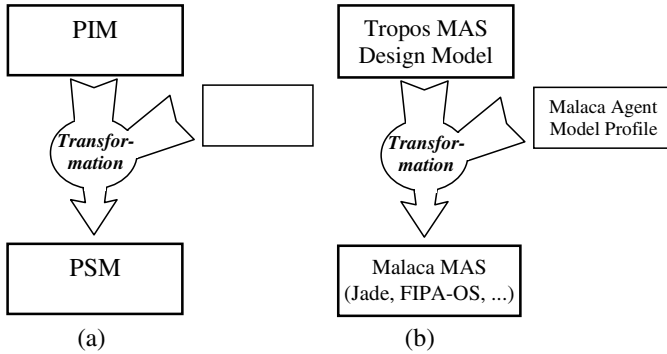 PIM
Transfor-
mation
PSM
(a)
Tropos MAS
Design Model
Malaca Agent
Model Profile
Transfor-
mation
Malaca MAS
(Jade, FIPA-OS, ...)
(b)